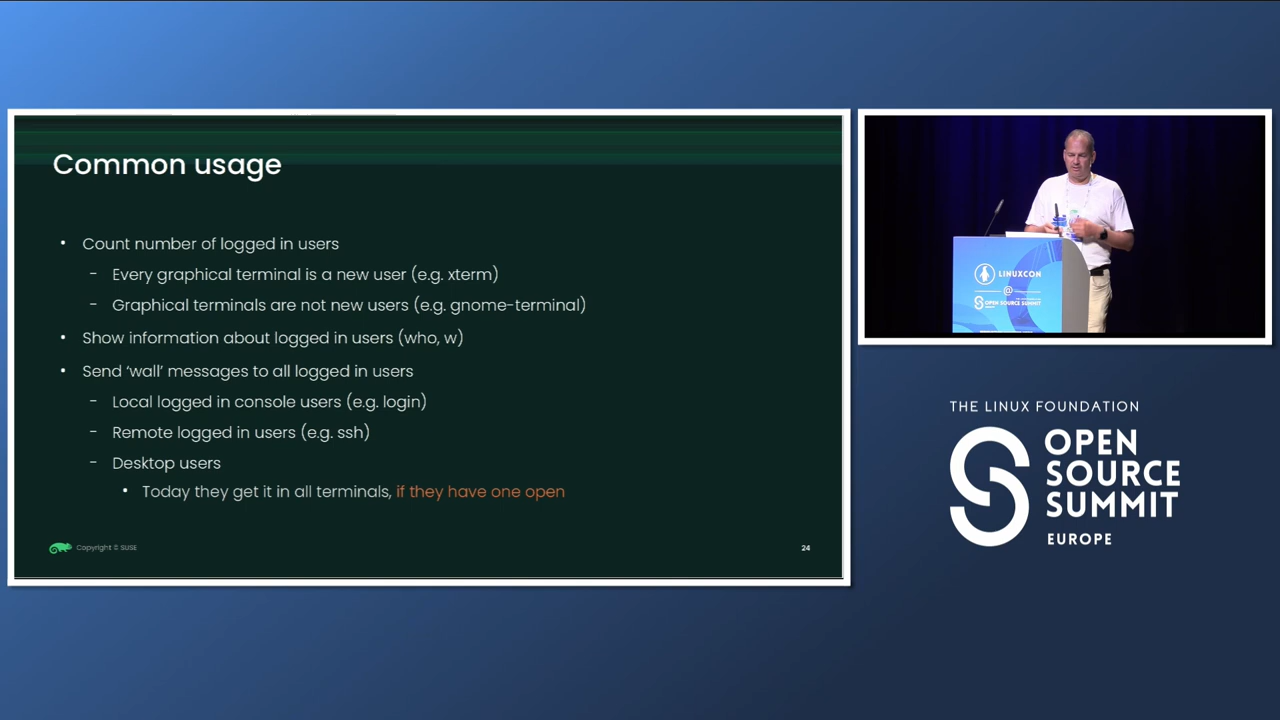 Common usage
• Count number of logged in users
- Every graphical terminal is a new user (e.g. xterm)
- Graphical terminals are not new users (e.g. gnome-terminal)
• Show information about logged in users (who, w)
• Send ‘wall’ messages to all logged in users
- Local logged in console users (e.g. login)
- Remote logged in users (e.g. ssh)
- Desktop users
• Today they get it in all terminals, if they have one open
Copyright © SUSE
24
LINUXCON
@
OPEN SOURCE SUMMIT
THE LINUX FOUNDATION
OPEN
SOURCE
SUMMIT
EUROPE